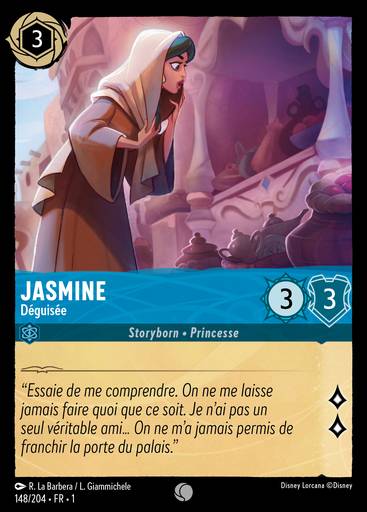 3
JASMINE
Déguisée
3
3
Storyborn • Princesse
“Essaie de me comprendre. On ne me laisse
jamais faire quoi que ce soit. Je n'ai pas un
seul véritable ami... On ne m'a jamais permis de
franchir la porte du palais.”
R. La Barbera / L. Giammichele
Disney Lorcana ©Disney
148/204 • FR • 1